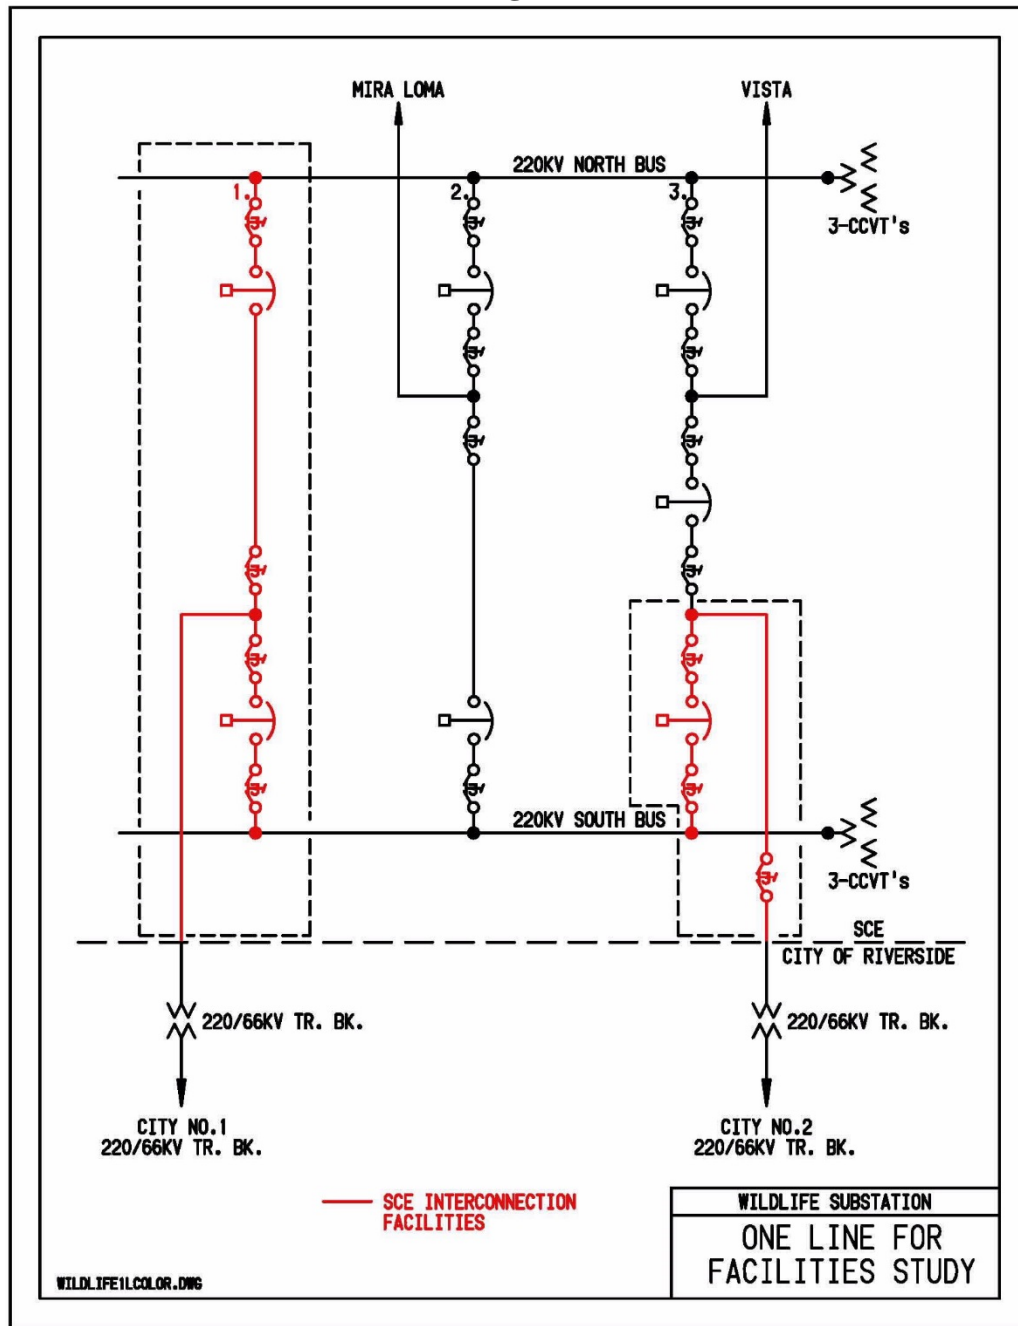 MIRA LOMA
VISTA
220KV NORTH BUS
1.
2.
3.
3-CCVT's
220KV SOUTH BUS
3-CCVT's
SCE
CITY OF RIVERSIDE
220/66KV TR. BK.
220/66KV TR. BK.
CITY NO.1
220/66KV TR. BK.
CITY NO.2
220/66KV TR. BK.
SCE INTERCONNECTION
FACILITIES
WILDLIFE SUBSTATION
ONE LINE FOR
FACILITIES STUDY
WILDLIFE1LCOLOR.DWG